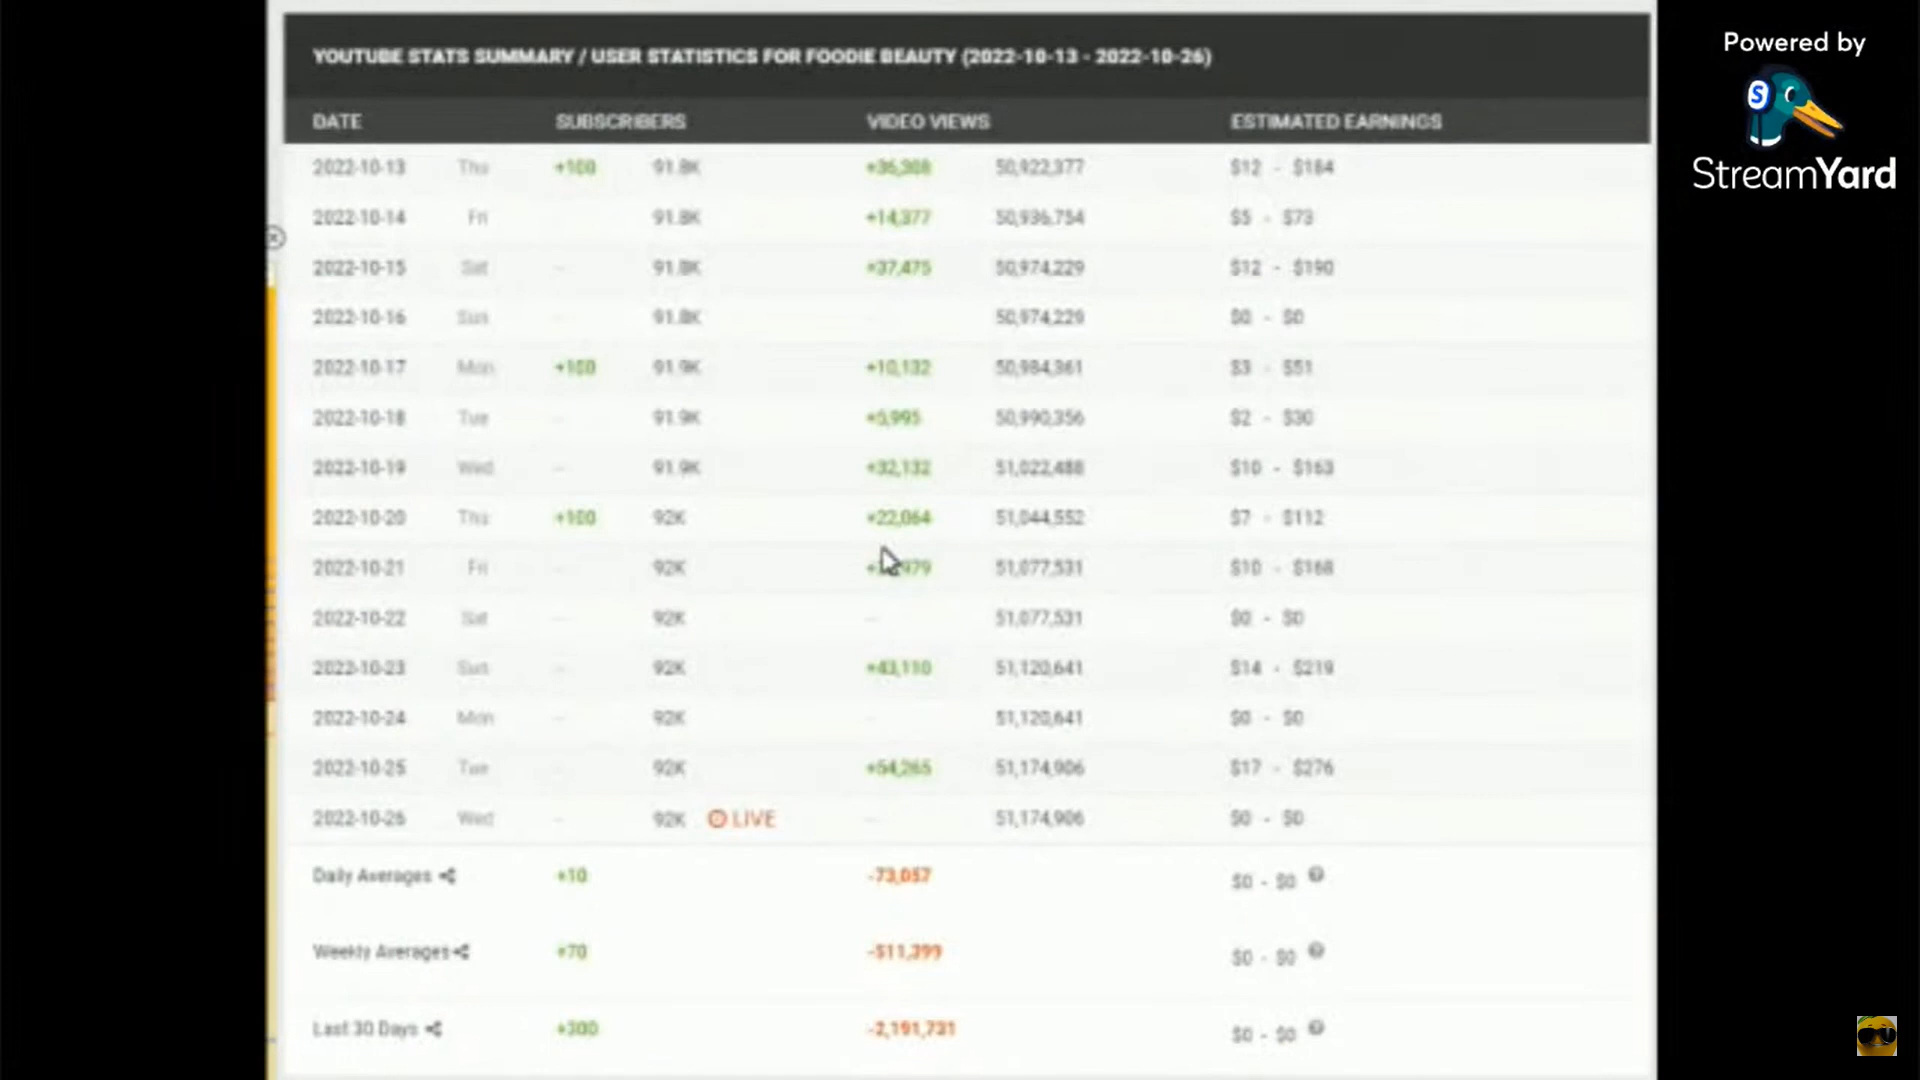 Powered by
StreamYard
YOUTUBE STATS SUMMARY / USER STATISTICS FOR FOODIE BEAUTY (2022-10-13 - 2022-10-26)
DATE SUBSCRIBERS VIDEO VIEWS ESTIMATED EARNINGS
2022-10-13 Thu +100 91.8K +36,308 50,922,377 $12 - $184
2022-10-14 Fri 91.8K +14,377 50,936,754 $5 - $73
2022-10-15 Sat - 91.8K +37,475 50,974,229 $12 - $190
2022-10-16 Sun - 91.8K 50,974,229 $0 - $0
2022-10-17 Mon +100 91.9K +10,132 50,984,361 $3 - $51
2022-10-18 Tue - 91.9K +5,995 50,990,356 $2 - $30
2022-10-19 Wed - 91.9K +32,132 51,022,488 $10 - $163
2022-10-20 Thu +100 92K +22,064 51,044,552 $7 - $112
2022-10-21 Fri - 92K 51,077,531 $10 - $168
2022-10-22 Sat - 92K - 51,077,531 $0 - $0
2022-10-23 Sun - 92K +43,110 51,120,641 $14 - $219
2022-10-24 Mon - 92K - 51,120,641 $0 - $0
2022-10-25 Tue - 92K +54,265 51,174,906 $17 - $276
2022-10-26 Wed - 92K LIVE - 51,174,906 $0 - $0
Daily Averages +10 -73,057 $0 - $0
Weekly Averages +70 -511,399 $0 - $0
Last 30 Days +300 -2,191,731 $0 - $0